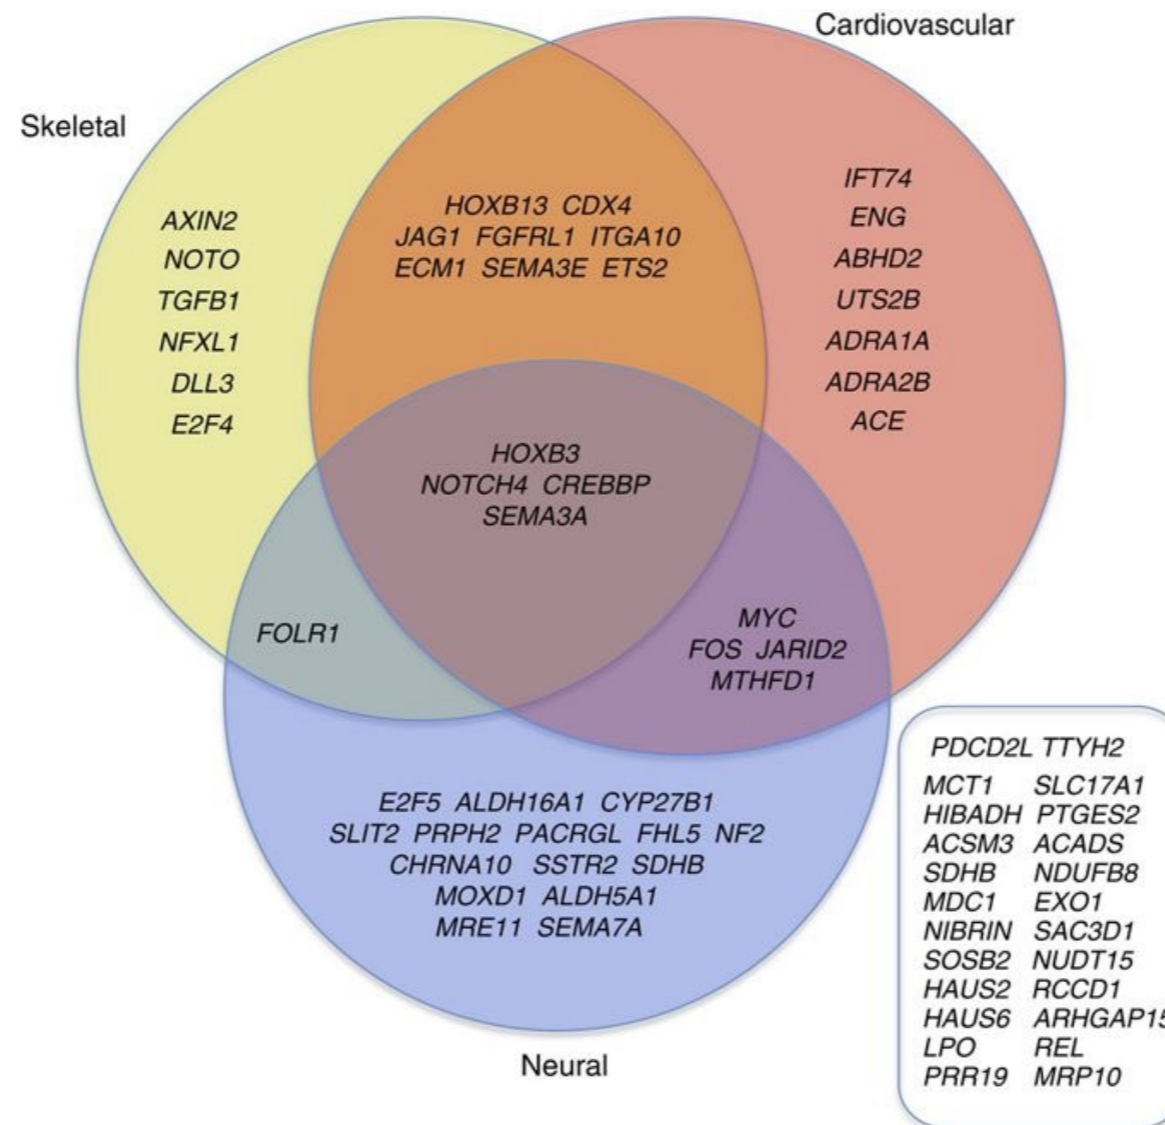 Cardiovascular
Skeletal
AXIN2
NOTO
TGFB1
NFXL1
DLL3
E2F4
HOXB13 CDX4
JAG1 FGFRL1 ITGA10
ECM1 SEMA3E ETS2
IFT74
ENG
ABHD2
UTS2B
ADRA1A
ADRA2B
ACE
HOXB3
NOTCH4 CREBBP
SEMA3A
FOLR1
MYC
FOS JARID2
MTHFD1
E2F5 ALDH16A1 CYP27B1
SLIT2 PRPH2 PACRGL FHL5 NF2
CHRNA10 SSTR2 SDHB
MOXD1 ALDH5A1
MRE11 SEMA7A
Neural
PDCD2L TTYH2
MCT1 SLC17A1
HIBADH PTGES2
ACSM3 ACADS
SDHB NDUFB8
MDC1 EXO1
NIBRIN SAC3D1
SOSB2 NUDT15
HAUS2 RCCD1
HAUS6 ARHGAP15
LPO REL
PRR19 MRP10